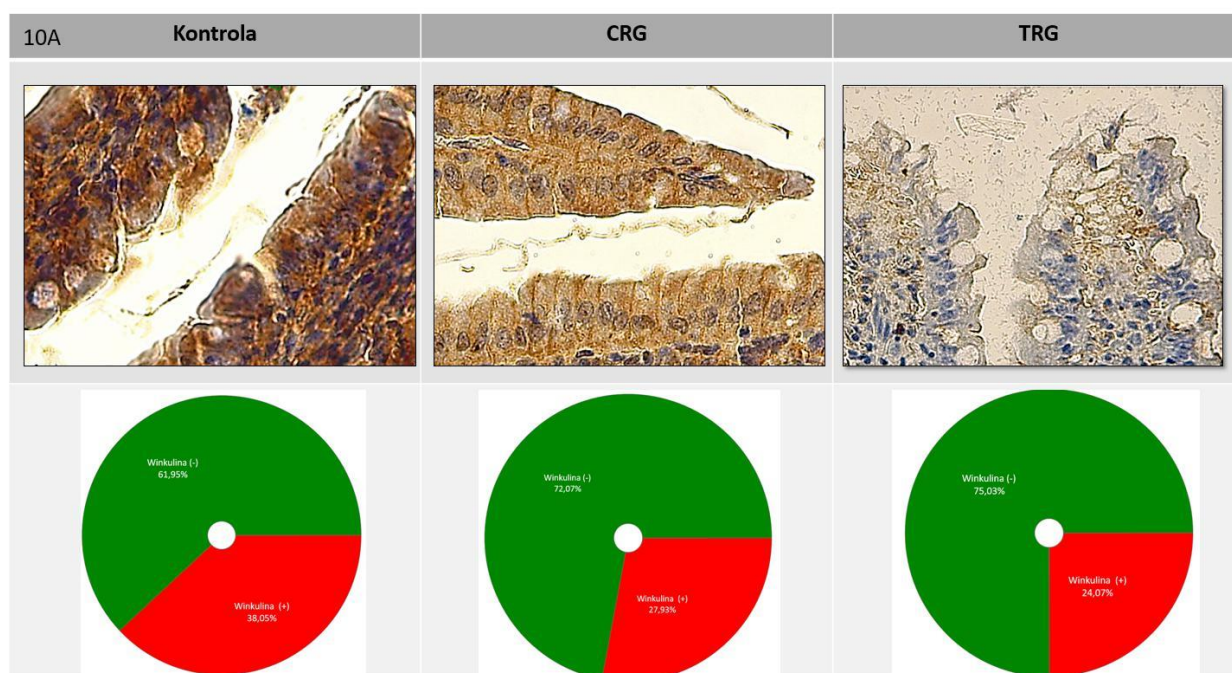 10A
Kontrola
CRG
TRG
Winkulina (-)
61,95%
Winkulina (+)
38,05%
Winkulina (-)
72,07%
Winkulina (+)
27,93%
Winkulina (-)
75,03%
Winkulina (+)
24,07%